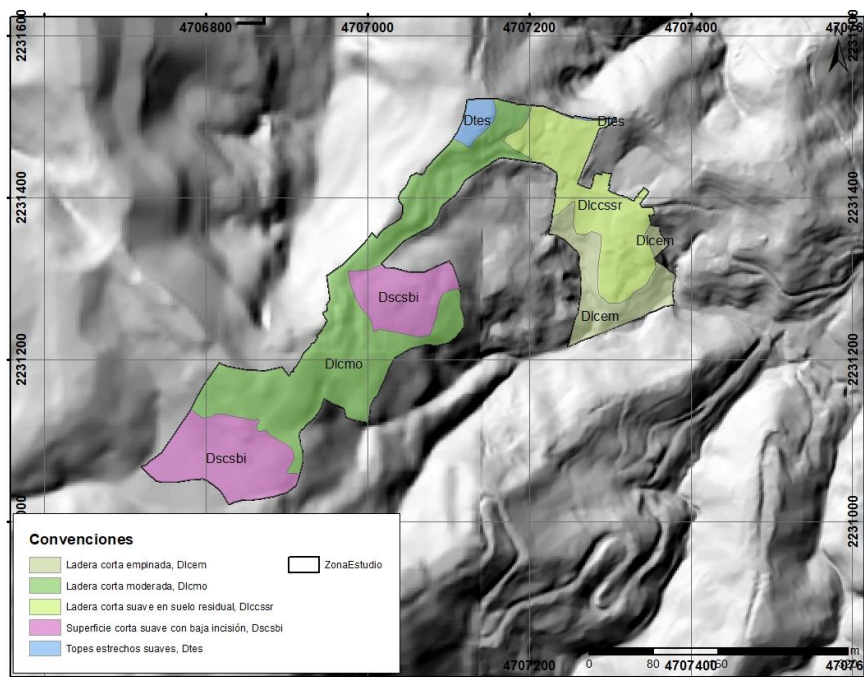 4706800
4707000
4707200
4707400
2231600
Dtes
Dtes
2231400
Dlccssr
Dlcem
Dscsbi
Dlcem
2231200
Dlcmo
Dscsbi
Convenciones
Ladera corta empinada, Dlcem
ZonaEstudio
Ladera corta moderada, Dlcmo
Ladera corta suave en suelo residual, Dlccssr
Superficie corta suave con baja incisión, Dscsbi
Topes estrechos suaves, Dtes
2231400
2231200
2231000
0 80
4707200
4707400